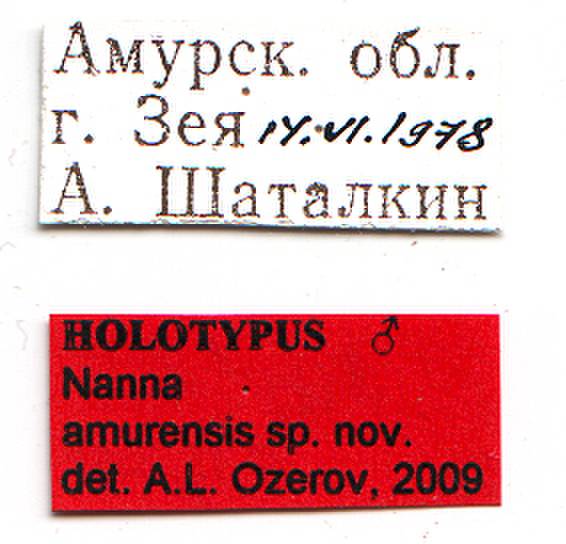 Амурск. обл.
г. Зея 14.VI.1978
А. Шаталкин
HOLOTYPUS ♂
Nanna
amurensis sp. nov.
det. A.L. Ozerov, 2009